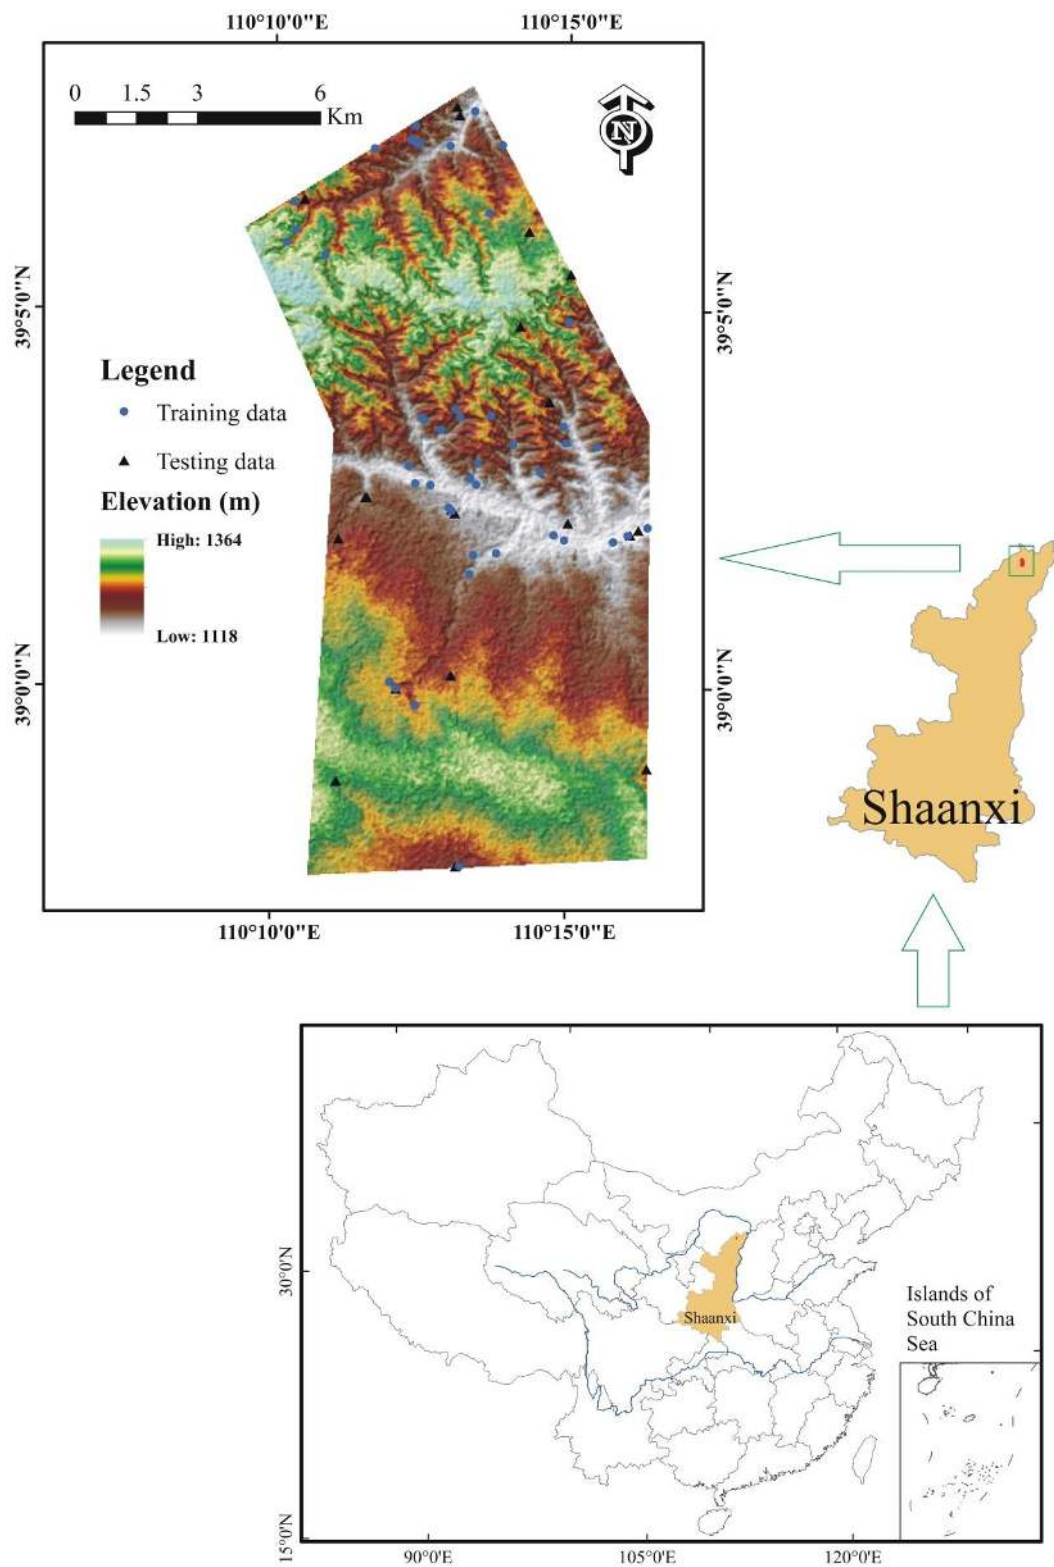 110°10'0"E
110°15'0"E
0
1.5
3
6
Km
N
39°5'0"N
39°5'0"N
Legend
Training data
Testing data
Elevation (m)
High: 1364
Low: 1118
39°0'0"N
39°0'0"N
Shaanxi
110°10'0"E
110°15'0"E
30°0'N
Shaanxi
Islands of
South China
Sea
15°0'N
90°0'0"E
105°0'0"E
120°0'0"E